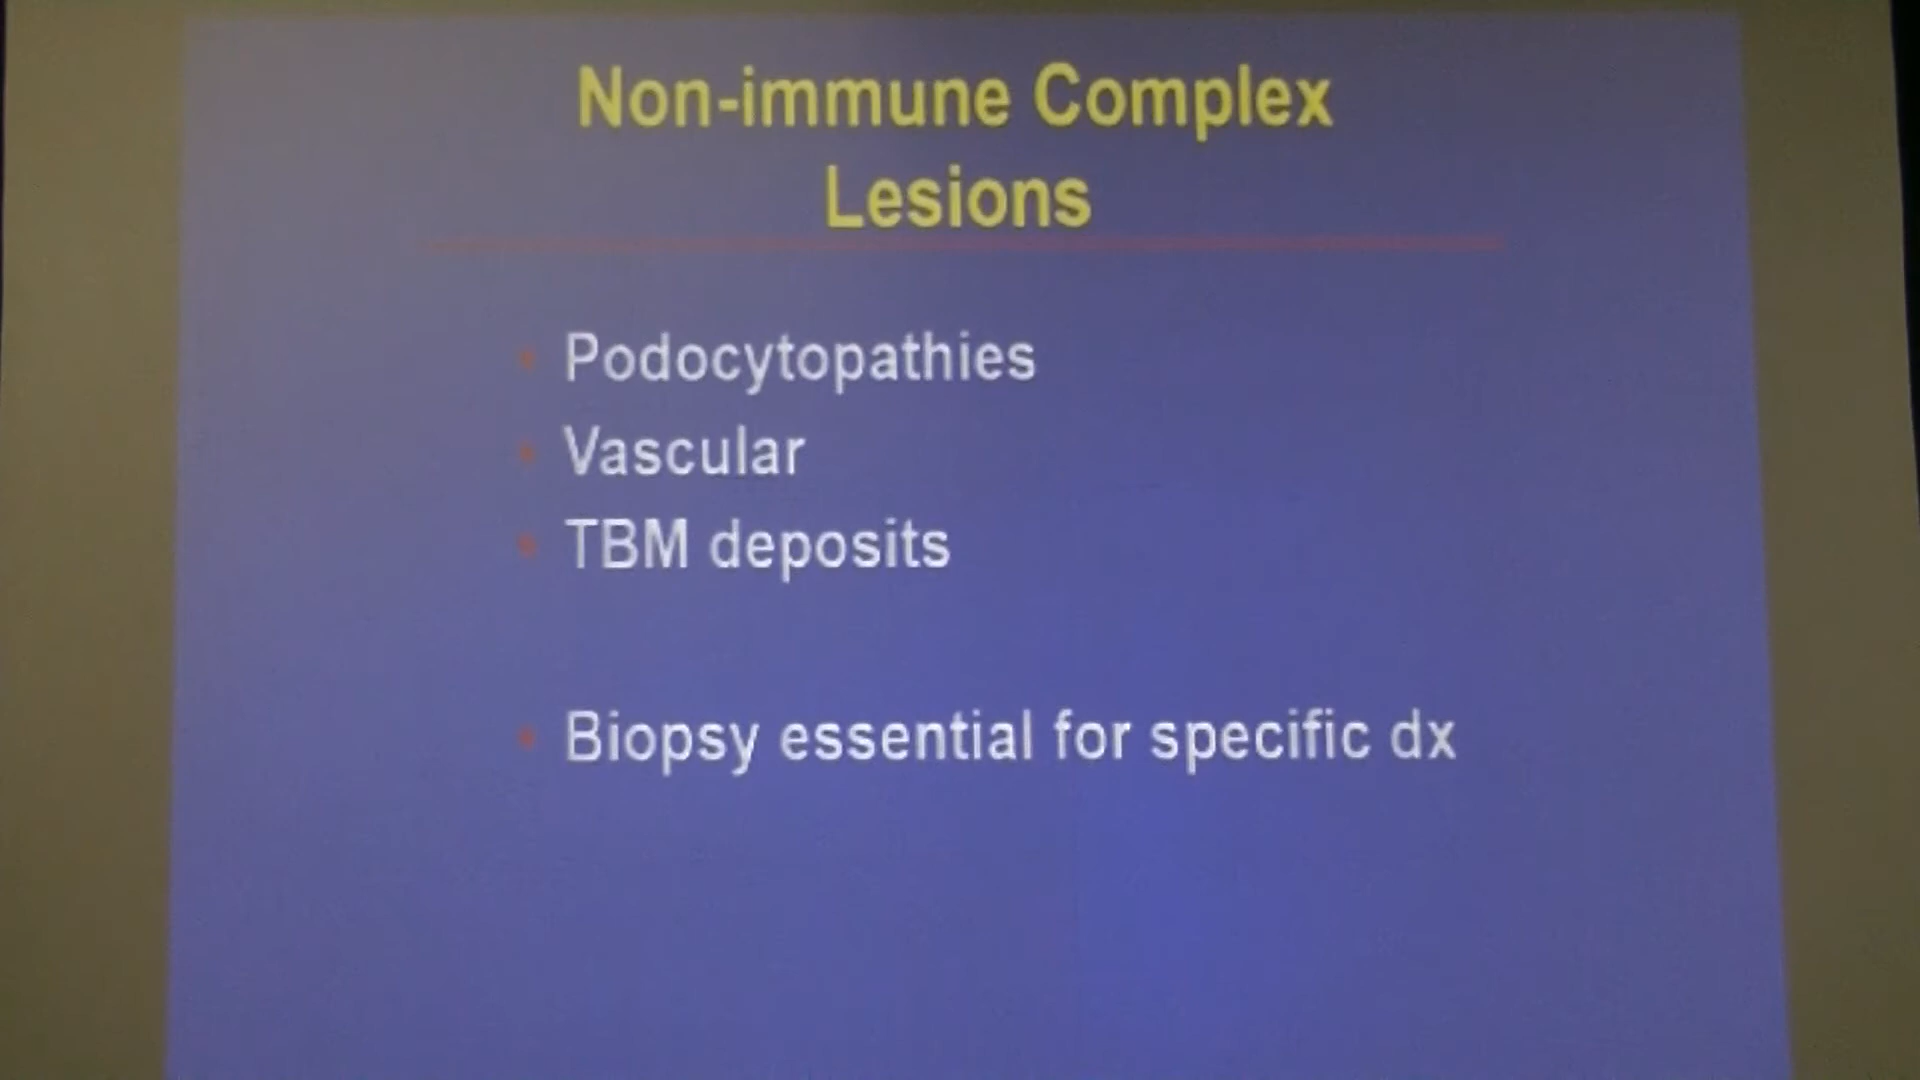 Non-immune Complex
Lesions
Podocytopathies
Vascular
TBM deposits
Biopsy essential for specific dx